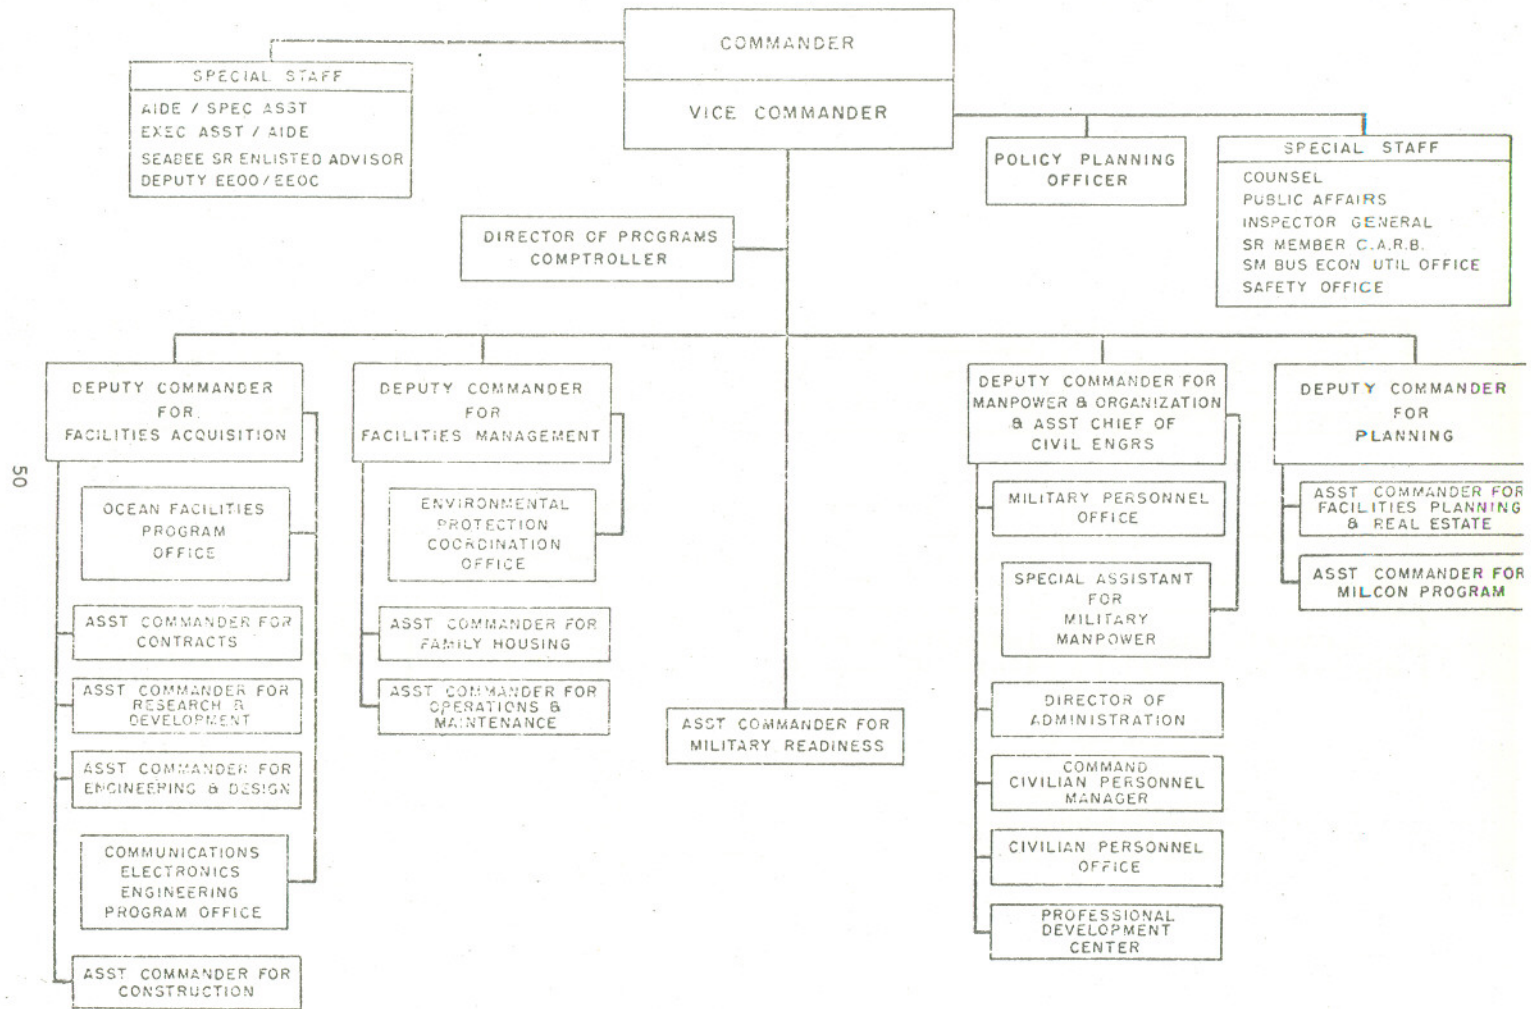 COMMANDER
VICE COMMANDER
SPECIAL STAFF
AIDE / SPEC ASST
EXEC ASST / AIDE
SEABEE SR ENLISTED ADVISOR
DEPUTY EEOO/EEOC
POLICY PLANNING
OFFICER
SPECIAL STAFF
COUNSEL
PUBLIC AFFAIRS
INSPECTOR GENERAL
SR MEMBER C.A.R.B.
SM BUS ECON UTIL OFFICE
SAFETY OFFICE
DIRECTOR OF PROGRAMS
COMPTROLLER
DEPUTY COMMANDER
FOR
FACILITIES ACQUISITION
OCEAN FACILITIES
PROGRAM
OFFICE
ASST COMMANDER FOR
CONTRACTS
ASST COMMANDER FOR
RESEARCH &
DEVELOPMENT
ASST COMMANDER FOR
ENGINEERING & DESIGN
COMMUNICATIONS
ELECTRONICS
ENGINEERING
PROGRAM OFFICE
ASST COMMANDER FOR
CONSTRUCTION
DEPUTY COMMANDER
FOR
FACILITIES MANAGEMENT
ENVIRONMENTAL
PROTECTION
COORDINATION
OFFICE
ASST COMMANDER FOR
FAMILY HOUSING
ASST COMMANDER FOR
OPERATIONS &
MAINTENANCE
ASST COMMANDER FOR
MILITARY READINESS
DEPUTY COMMANDER FOR
MANPOWER & ORGANIZATION
& ASST CHIEF OF
CIVIL ENGRS
MILITARY PERSONNEL
OFFICE
SPECIAL ASSISTANT
FOR
MILITARY
MANPOWER
DIRECTOR OF
ADMINISTRATION
COMMAND
CIVILIAN PERSONNEL
MANAGER
CIVILIAN PERSONNEL
OFFICE
PROFESSIONAL
DEVELOPMENT
CENTER
DEPUTY COMMANDER
FOR
PLANNING
ASST COMMANDER FOR
FACILITIES PLANNING
& REAL ESTATE
ASST COMMANDER FOR
MILCON PROGRAM
50